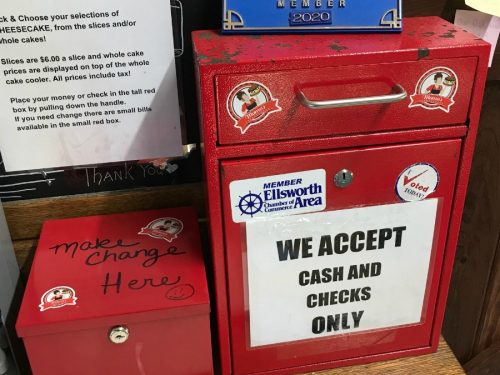 ck & Choose your selections of
HEESECAKE, from the slices and/or
whole cakes!
Slices are $6.00 a slice and whole cake
prices are displayed on top of the whole
cake cooler. All prices include tax!
Place your money or check in the tall red
box by pulling down the handle.
If you need change there are small bills
available in the small red box.
THANK YOU
MEMBER
2020
MEMBER
Ellsworth
Chamber of Commerce Area
I Voted
TODAY!
WE ACCEPT
CASH AND
CHECKS
ONLY
make
change
Here